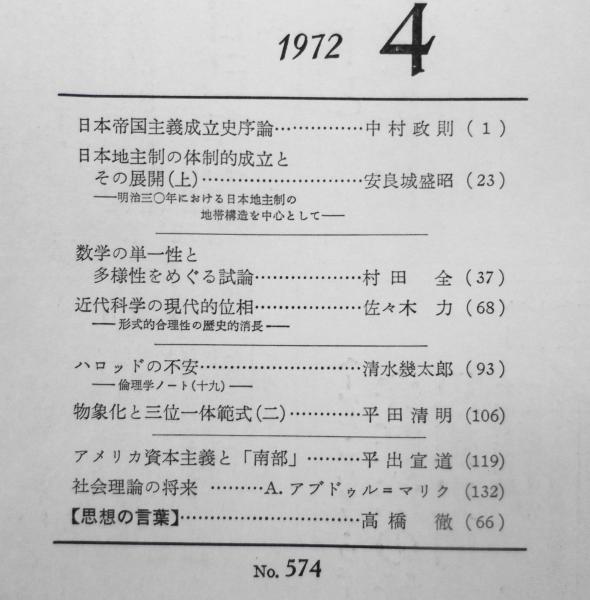 1972 4
日本帝国主義成立史序論……………中村政則(1)
日本地主制の体制的成立と
その展開(上)………………………安良城盛昭(23)
——明治三〇年における日本地主制の
地帯構造を中心として——
数学の単一性と
多様性をめぐる試論………………村田 全(37)
近代科学の現代的位相………………佐々木 力(68)
——形式的合理性の歴史的消長——
ハロッドの不安………………………清水幾太郎(93)
——倫理学ノート(十九)——
物象化と三位一体範式(二)…………平田清明(106)
アメリカ資本主義と「南部」………平出宣道(119)
社会理論の将来………A.アブドゥル=マリク(132)
【思想の言葉】…………………………高橋 徹(66)
No. 574